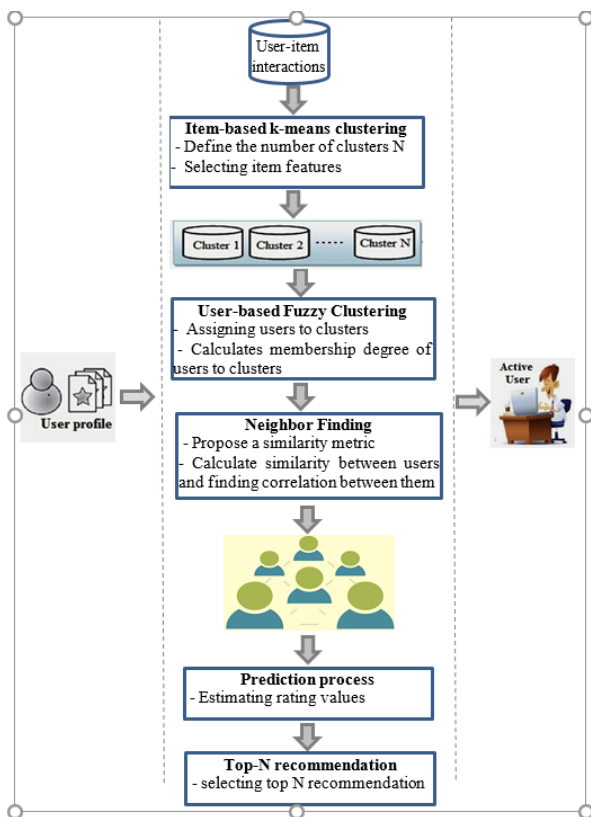 User-item
interactions
Item-based k-means clustering
- Define the number of clusters N
- Selecting item features
Cluster 1 Cluster 2 ..... Cluster N
User-based Fuzzy Clustering
- Assigning users to clusters
- Calculates membership degree of
users to clusters
User profile
Active
User
Neighbor Finding
- Propose a similarity metric
- Calculate similarity between users
and finding correlation between them
........
Prediction process
- Estimating rating values
Top-N recommendation
- selecting top N recommendation